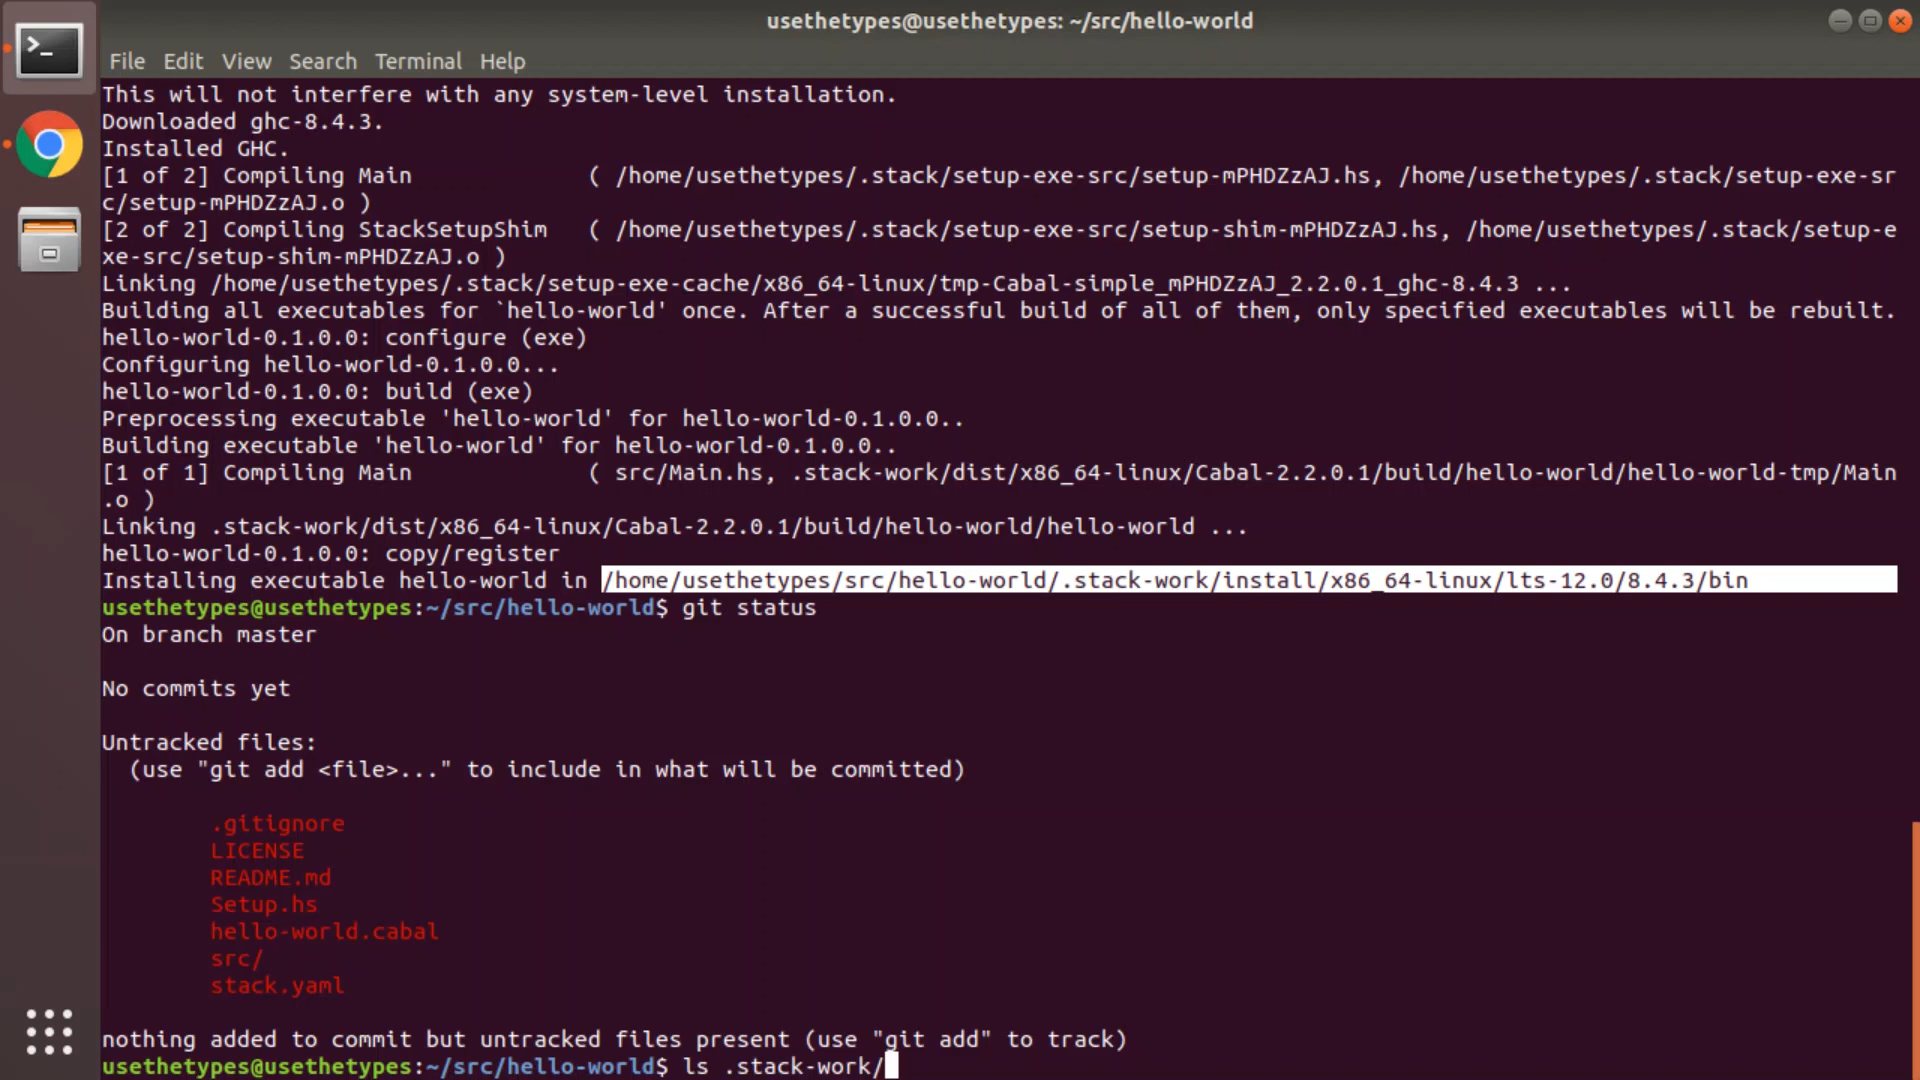 usethetypes@usethetypes: ~/src/hello-world
File Edit View Search Terminal Help
This will not interfere with any system-level installation.
Downloaded ghc-8.4.3.
Installed GHC.
[1 of 2] Compiling Main             ( /home/usethetypes/.stack/setup-exe-src/setup-mPHDZzAJ.hs, /home/usethetypes/.stack/setup-exe-sr
c/setup-mPHDZzAJ.o )
[2 of 2] Compiling StackSetupShim   ( /home/usethetypes/.stack/setup-exe-src/setup-shim-mPHDZzAJ.hs, /home/usethetypes/.stack/setup-e
xe-src/setup-shim-mPHDZzAJ.o )
Linking /home/usethetypes/.stack/setup-exe-cache/x86_64-linux/tmp-Cabal-simple_mPHDZzAJ_2.2.0.1_ghc-8.4.3 ...
Building all executables for `hello-world' once. After a successful build of all of them, only specified executables will be rebuilt.
hello-world-0.1.0.0: configure (exe)
Configuring hello-world-0.1.0.0...
hello-world-0.1.0.0: build (exe)
Preprocessing executable 'hello-world' for hello-world-0.1.0.0..
Building executable 'hello-world' for hello-world-0.1.0.0..
[1 of 1] Compiling Main             ( src/Main.hs, .stack-work/dist/x86_64-linux/Cabal-2.2.0.1/build/hello-world/hello-world-tmp/Main
.o )
Linking .stack-work/dist/x86_64-linux/Cabal-2.2.0.1/build/hello-world/hello-world ...
hello-world-0.1.0.0: copy/register
Installing executable hello-world in /home/usethetypes/src/hello-world/.stack-work/install/x86_64-linux/lts-12.0/8.4.3/bin
usethetypes@usethetypes:~/src/hello-world$ git status
On branch master
No commits yet
Untracked files:
  (use "git add <file>..." to include in what will be committed)
        .gitignore
        LICENSE
        README.md
        Setup.hs
        hello-world.cabal
        src/
        stack.yaml
nothing added to commit but untracked files present (use "git add" to track)
usethetypes@usethetypes:~/src/hello-world$ ls .stack-work/